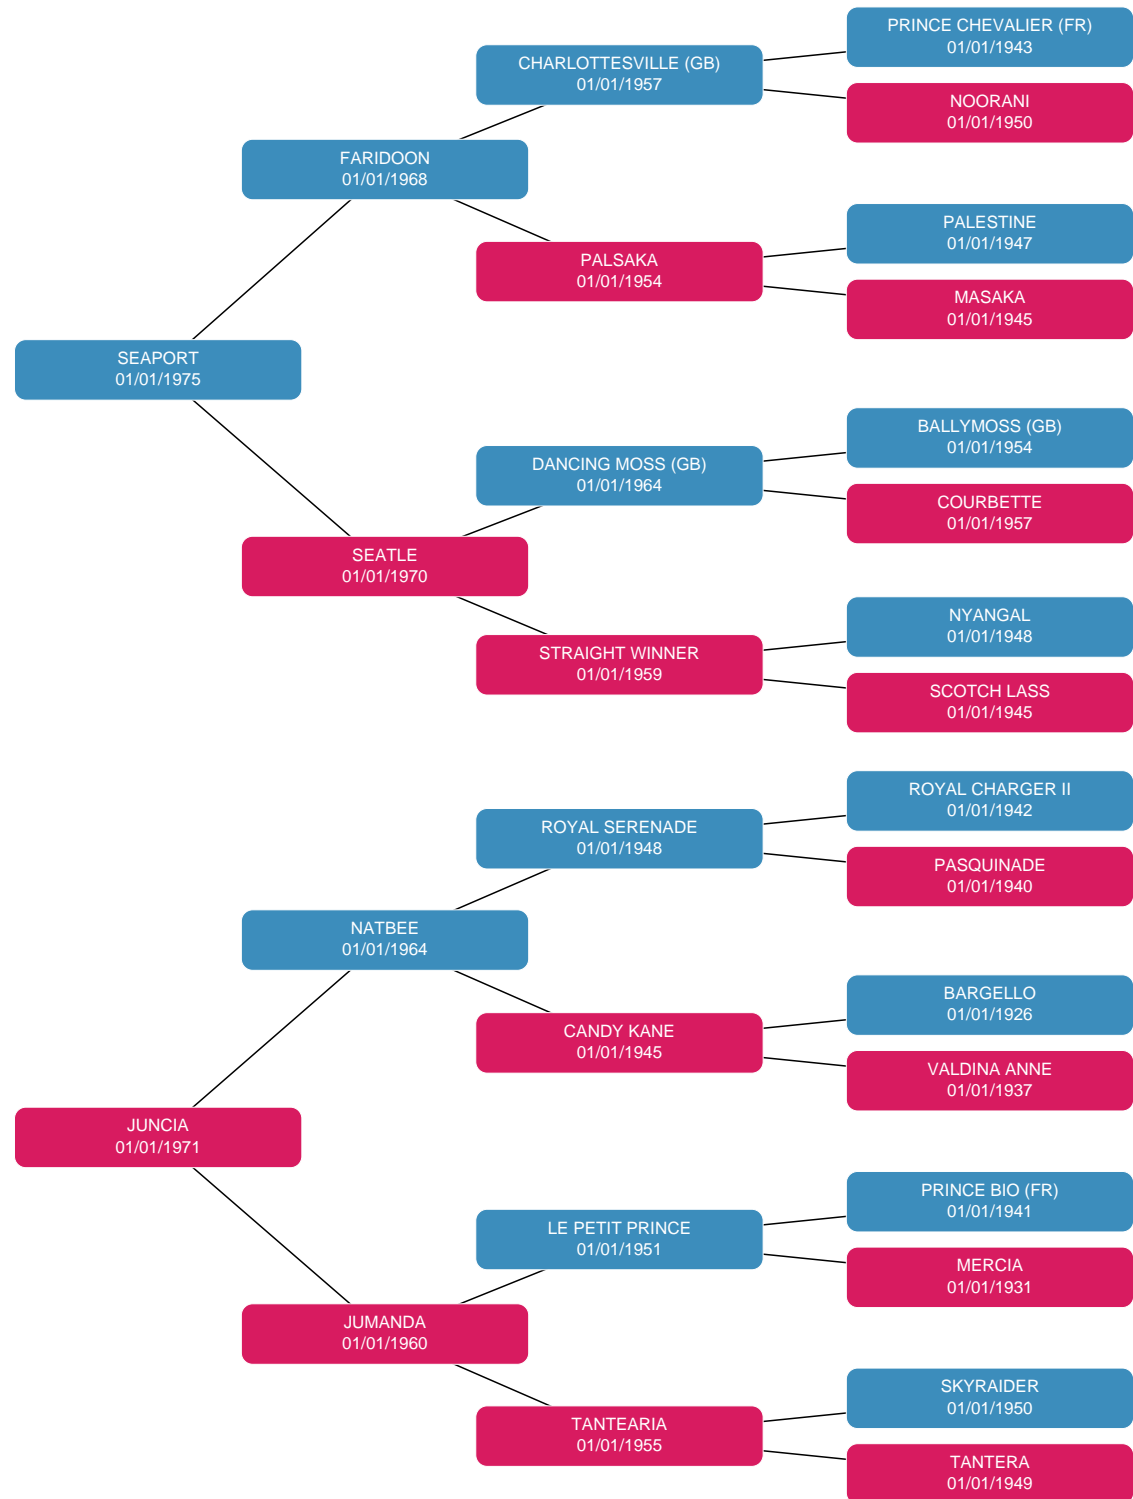 PRINCE CHEVALIER (FR)
01/01/1943
CHARLOTTESVILLE (GB)
01/01/1957
NOORANI
01/01/1950
FARIDOON
01/01/1968
PALESTINE
01/01/1947
PALSAKA
01/01/1954
MASAKA
01/01/1945
SEAPORT
01/01/1975
BALLYMOSS (GB)
01/01/1954
DANCING MOSS (GB)
01/01/1964
COURBETTE
01/01/1957
SEATLE
01/01/1970
NYANGAL
01/01/1948
STRAIGHT WINNER
01/01/1959
SCOTCH LASS
01/01/1945
ROYAL CHARGER II
01/01/1942
ROYAL SERENADE
01/01/1948
PASQUINADE
01/01/1940
NATBEE
01/01/1964
BARGELLO
01/01/1926
CANDY KANE
01/01/1945
VALDINA ANNE
01/01/1937
JUNCIA
01/01/1971
PRINCE BIO (FR)
01/01/1941
LE PETIT PRINCE
01/01/1951
MERCIA
01/01/1931
JUMANDA
01/01/1960
SKYRAIDER
01/01/1950
TANTEARIA
01/01/1955
TANTERA
01/01/1949